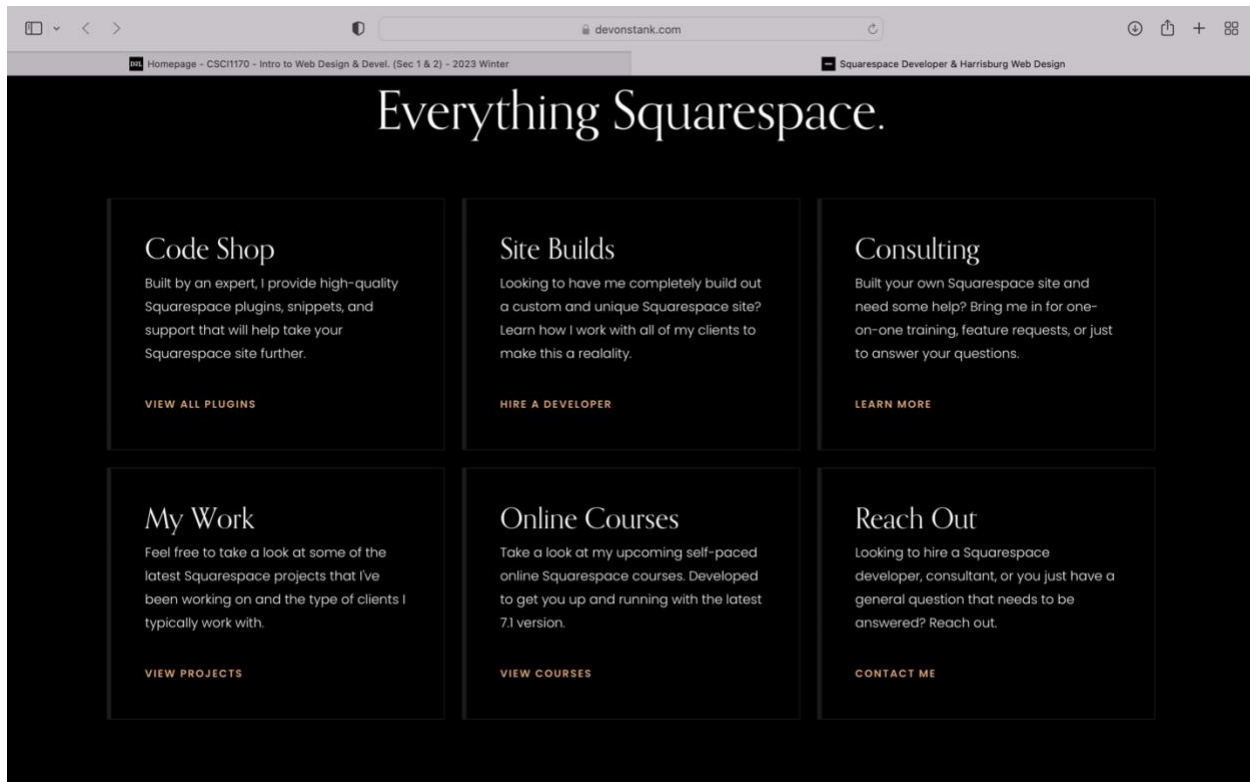 devonstank.com
Homepage - CSCI1170 - Intro to Web Design & Devel. (Sec 1 & 2) - 2023 Winter
Squarespace Developer & Harrisburg Web Design
Everything Squarespace.
Code Shop
Built by an expert, I provide high-quality
Squarespace plugins, snippets, and
support that will help take your
Squarespace site further.
VIEW ALL PLUGINS
Site Builds
Looking to have me completely build out
a custom and unique Squarespace site?
Learn how I work with all of my clients to
make this a realality.
HIRE A DEVELOPER
Consulting
Built your own Squarespace site and
need some help? Bring me in for one-
on-one training, feature requests, or just
to answer your questions.
LEARN MORE
My Work
Feel free to take a look at some of the
latest Squarespace projects that I've
been working on and the type of clients I
typically work with.
VIEW PROJECTS
Online Courses
Take a look at my upcoming self-paced
online Squarespace courses. Developed
to get you up and running with the latest
7.1 version.
VIEW COURSES
Reach Out
Looking to hire a Squarespace
developer, consultant, or you just have a
general question that needs to be
answered? Reach out.
CONTACT ME